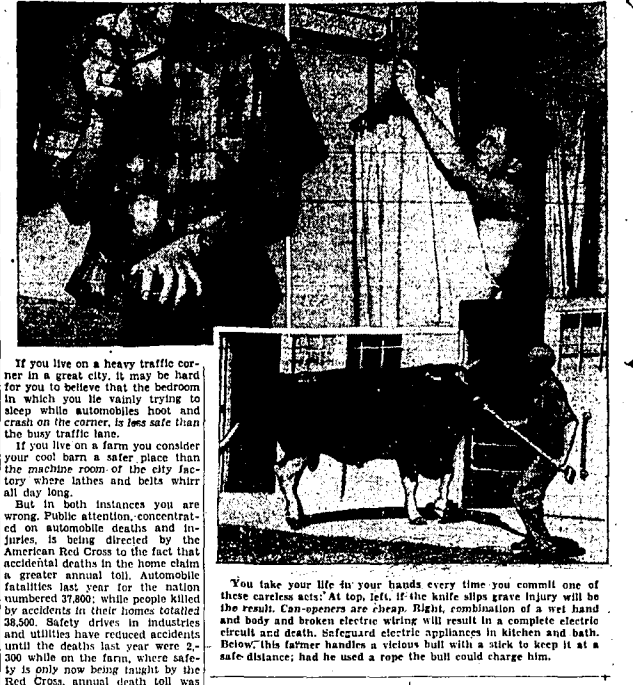 If you live on a heavy traffic cor-
ner in a great city, it may be hard
for you to believe that the bedroom
in which you lie vainly trying to
sleep while automobiles hoot and
crash on the corner, is less safe than
the busy traffic lane.
If you live on a farm you consider
your cool barn a safer place than
the machine room of the city fac-
tory where lathes and belts whirr
all day long.
But in both instances you are
wrong. Public attention, concentrat-
ed on automobile deaths and in-
juries, is being directed by the
American Red Cross to the fact that
accidental deaths in the home claim
a greater annual toll. Automobile
fatalities last year for the nation
numbered 37,800; while people killed
by accidents in their homes totalled
38,500. Safety drives in industries
and utilities have reduced accidents
until the deaths last year were 2,-
300 while on the farm, where safe-
ty is only now being taught by the
Red Cross, annual death toll was
You take your life in your hands every time you commit one of
these careless acts: At top, left, if the knife slips grave injury will be
the result. Can-openers are cheap. Right, combination of a wet hand
and body and broken electric wiring will result in a complete electric
circuit and death. Safeguard electric appliances in kitchen and bath.
Below, this farmer handles a vicious bull with a stick to keep it at a
safe distance; had he used a rope the bull could charge him.